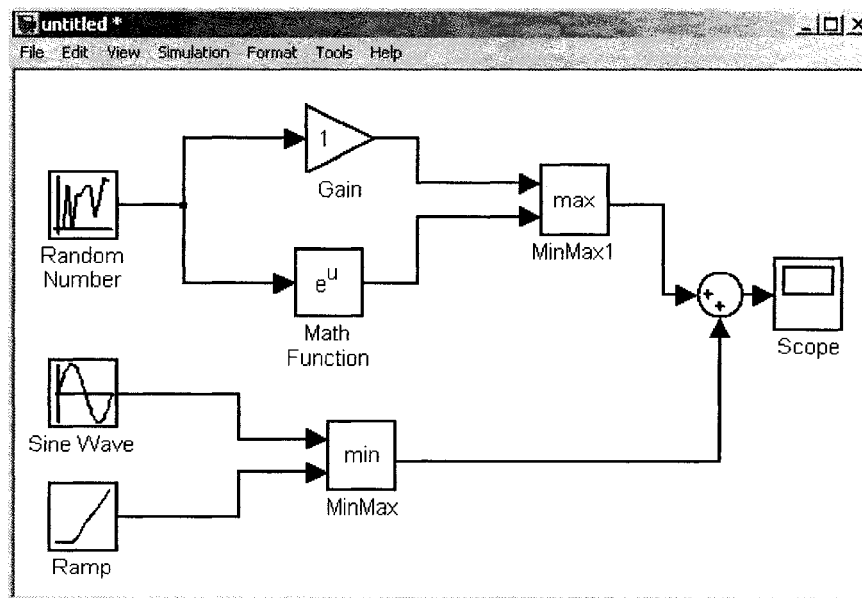 untitled *
File Edit View Simulation Format Tools Help
1
Gain
Random
Number
e^u
Math
Function
max
MinMax1
+
+
Scope
Sine Wave
min
MinMax
Ramp